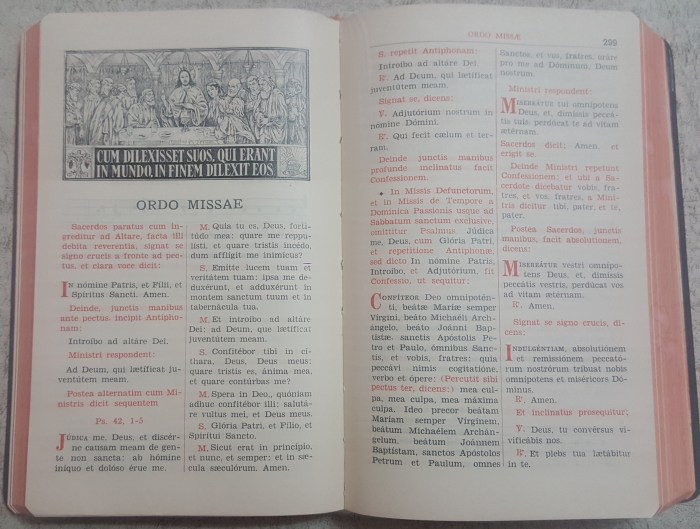 CUM DILEXISSET SUOS, QUI ERANT
IN MUNDO, IN FINEM DILEXIT EOS
ORDO MISSAE
Sacerdos paratus cum in-
greditur ad Altare, facta illi
debita reverentia, signat se
signo crucis a fronte ad pec-
tus, et clara voce dicit:
IN nómine Patris, et Fílii, et
Spíritus Sancti. Amen.
Deinde, junctis manibus
ante pectus, incipit Antipho-
nam:
Introíbo ad altáre Dei.
Ministri respondent:
Ad Deum, qui lætíficat ju-
ventútem meam.
Postea alternatim cum Mi-
nistris dicit sequentem
Ps. 42, 1-5
JÚDICA me, Deus, et discér-
ne causam meam de gente
non sancta: ab hómine
iníquo et dolóso érue me.
M. Quia tu es, Deus, forti-
túdo mea: quare me repu-
lísti, et quare tristis incédo,
dum afflígit me inimícus?
S. Emítte lucem tuam et
veritátem tuam: ipsa me de-
duxérunt, et adduxérunt in
montem sanctum tuum et in
tabernácula tua.
M. Et introíbo ad altáre
Dei: ad Deum, qui lætíficat
juventútem meam.
S. Confitébor tibi in cí-
thara, Deus, Deus meus:
quare tristis es, ánima mea,
et quare contúrbas me?
M. Spera in Deo, quóniam
adhuc confitébor illi: salutá-
re vultus mei, et Deus meus.
S. Glória Patri, et Fílio, et
Spirítui Sancto.
M. Sicut erat in princípio,
et nunc, et semper: et in sǽ-
cula sæculórum. Amen.
ORDO MISSÆ
299
S. repetit Antiphonam:
Introíbo ad altáre Dei.
R. Ad Deum, qui lætíficat
juventútem meam.
Signat se, dicens:
V. Adjutórium nostrum in
nómine Dómini.
R. Qui fecit cælum et ter-
ram.
Deinde junctis manibus
profunde inclinatus facit
Confessionem.
• In Missis Defunctorum,
et in Missis de Tempore a
Dominica Passionis usque ad
Sabbatum sanctum exclusive,
omittitur Psalmus Júdica
me, Deus, cum Glória Patri,
et repetitione Antiphonæ,
sed dicto In nómine Patris,
Introíbo, et Adjutórium, fit
Confessio, ut sequitur:
CONFÍTEOR Deo omnipotén-
ti, beátæ Maríæ semper
Vírgini, beáto Michaéli Arch-
ángelo, beáto Joánni Bap-
tístæ, sanctis Apóstolis Pe-
tro et Paulo, ómnibus Sanc-
tis, et vobis, fratres: quia
peccávi nimis cogitatióne,
verbo et ópere: (Percutit sibi
pectus ter, dicens:) mea cul-
pa, mea culpa, mea máxima
culpa. Ideo precor beátam
Maríam semper Vírginem,
beátum Michaélem Archán-
gelum, beátum Joánnem
Baptístam, sanctos Apóstolos
Petrum et Paulum, omnes
Sanctos, et vos, fratres, oráre
pro me ad Dóminum, Deum
nostrum.
Ministri respondent:
MISEREÁTUR tui omnípotens
Deus, et, dimíssis peccá-
tis tuis, perdúcat te ad vitam
ætérnam.
Sacerdos dicit: Amen, et
erigit se.
Deinde Ministri repetunt
Confessionem: et ubi a Sa-
cerdote dicebatur vobis, fra-
tres, et vos, fratres, a Mini-
stris dicitur tibi, pater, et te,
pater.
Postea Sacerdos, junctis
manibus, facit absolutionem,
dicens:
MISEREÁTUR vestri omní-
potens Deus, et, dimíssis
peccátis vestris, perdúcat vos
ad vitam ætérnam.
R. Amen.
Signat se signo crucis, di-
cens:
INDULGÉNTIAM, absolutiónem
et remissiónem peccató-
rum nostrórum tríbuat nobis
omnípotens et miséricors Dó-
minus.
R. Amen.
Et inclinatus prosequitur:
V. Deus, tu convérsus vi-
vificábis nos.
R. Et plebs tua lætábitur
in te.